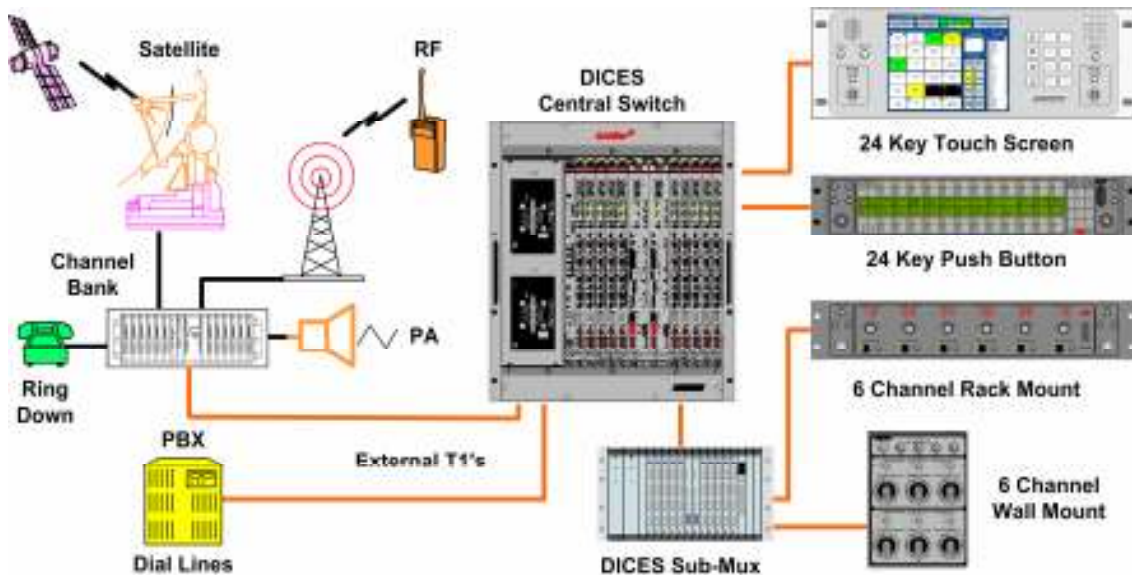 Satellite
RF
DICES
Central Switch
24 Key Touch Screen
24 Key Push Button
Channel
Bank
PA
Ring
Down
6 Channel Rack Mount
PBX
External T1's
6 Channel
Wall Mount
Dial Lines
DICES Sub-Mux